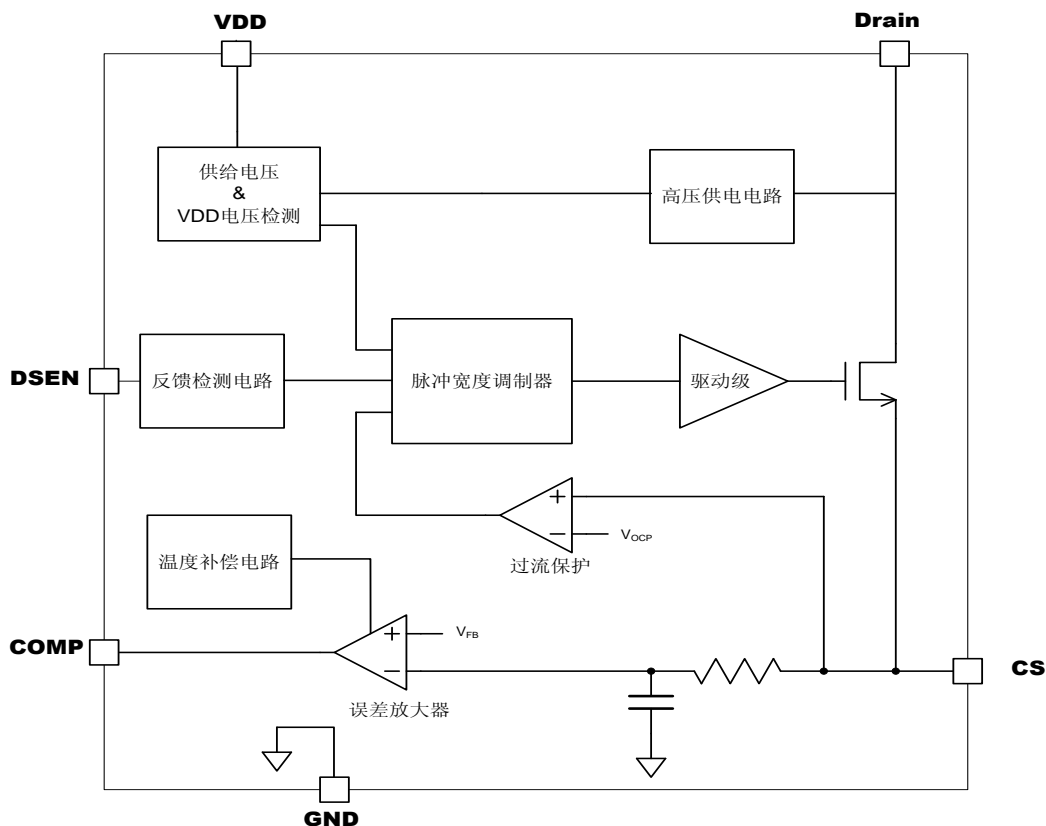 VDD
Drain
供给电压
&
VDD电压检测
高压供电电路
DSEN
反馈检测电路
脉冲宽度调制器
驱动级
+
−
VOCP
过流保护
温度补偿电路
COMP
+
−
VFB
误差放大器
CS
GND